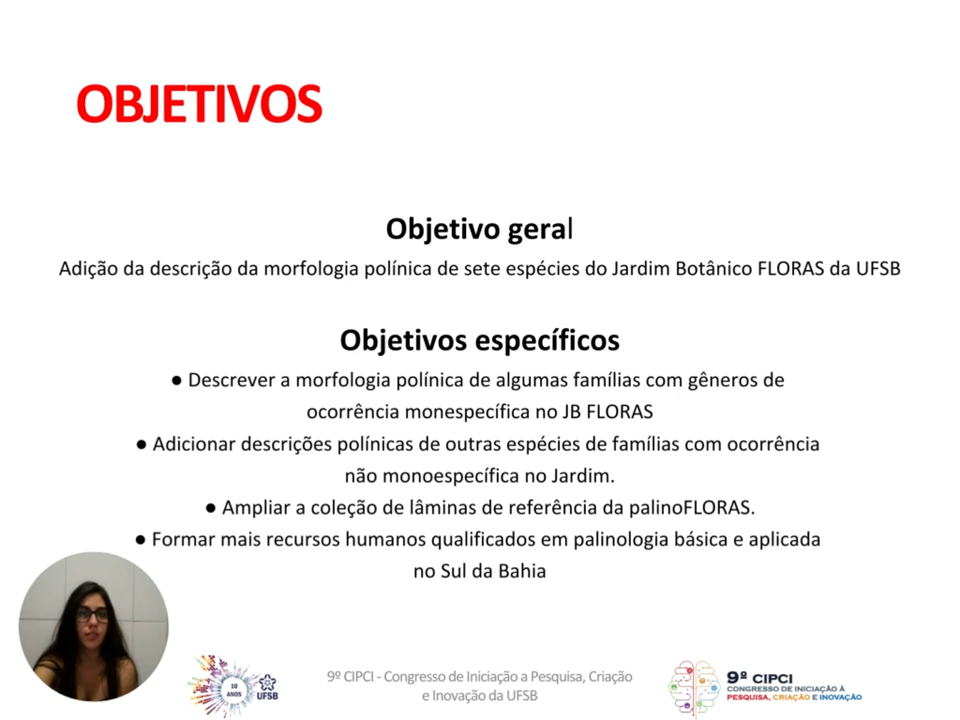 OBJETIVOS
Objetivo geral
Adição da descrição da morfologia polínica de sete espécies do Jardim Botânico FLORAS da UFSB
Objetivos específicos
● Descrever a morfologia polínica de algumas famílias com gêneros de
ocorrência monespecífica no JB FLORAS
● Adicionar descrições polínicas de outras espécies de famílias com ocorrência
não monoespecífica no Jardim.
● Ampliar a coleção de lâminas de referência da palinoFLORAS.
● Formar mais recursos humanos qualificados em palinologia básica e aplicada
no Sul da Bahia
10
ANOS
UFSB
9º CIPCI - Congresso de Iniciação a Pesquisa, Criação
e Inovação da UFSB
9º CIPCI
CONGRESSO DE INICIAÇÃO À
PESQUISA, CRIAÇÃO E INOVAÇÃO